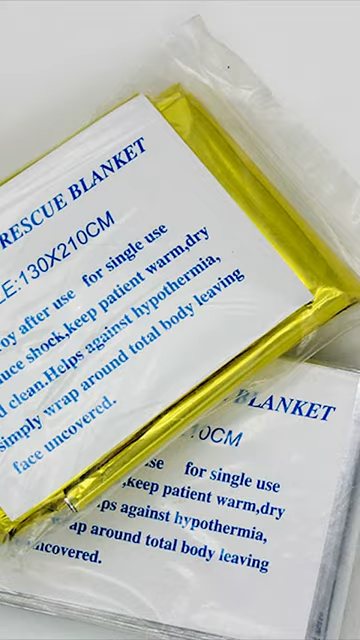 RESCUE BLANKET
LE:130X210CM
oy after use for single use
uce shock,keep patient warm,dry
d clean.Helps against hypothermia,
simply wrap around total body leaving
face uncovered.
BLANKET
0CM
se for single use
,keep patient warm,dry
ps against hypothermia,
ap around total body leaving
uncovered.